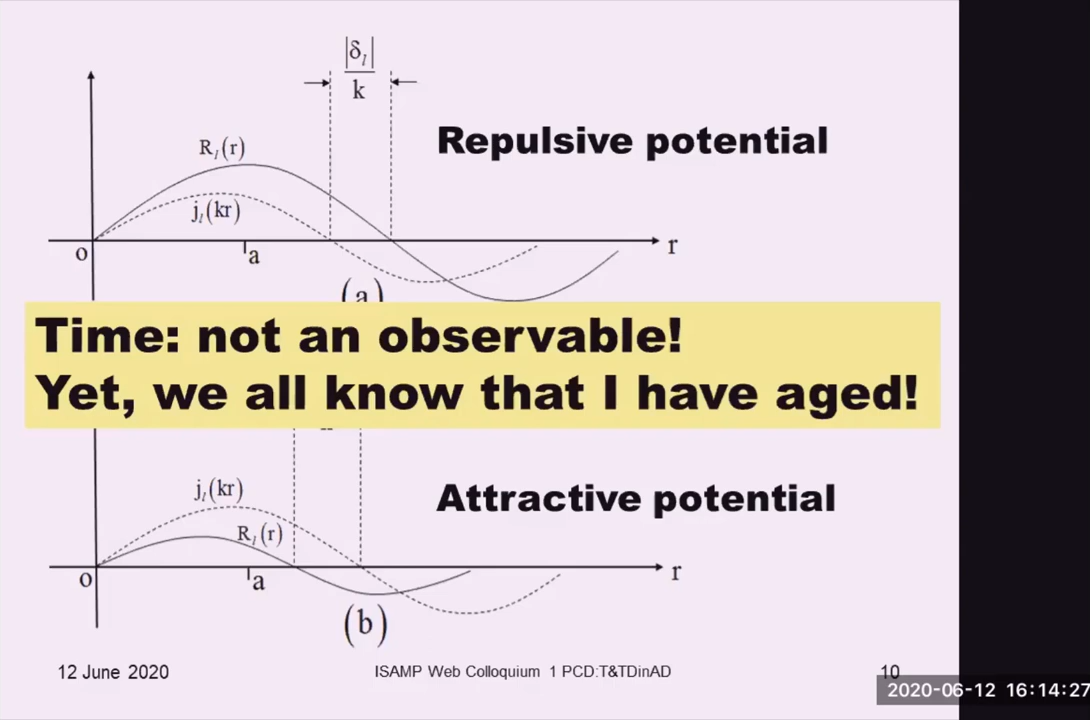 |δl|
k
Repulsive potential
Rl(r)
jl(kr)
o
a
r
(a)
Time: not an observable!
Yet, we all know that I have aged!
jl(kr)
Attractive potential
Rl(r)
o
a
r
(b)
12 June 2020
ISAMP Web Colloquium 1 PCD:T&TDinAD
10
2020-06-12 16:14:27